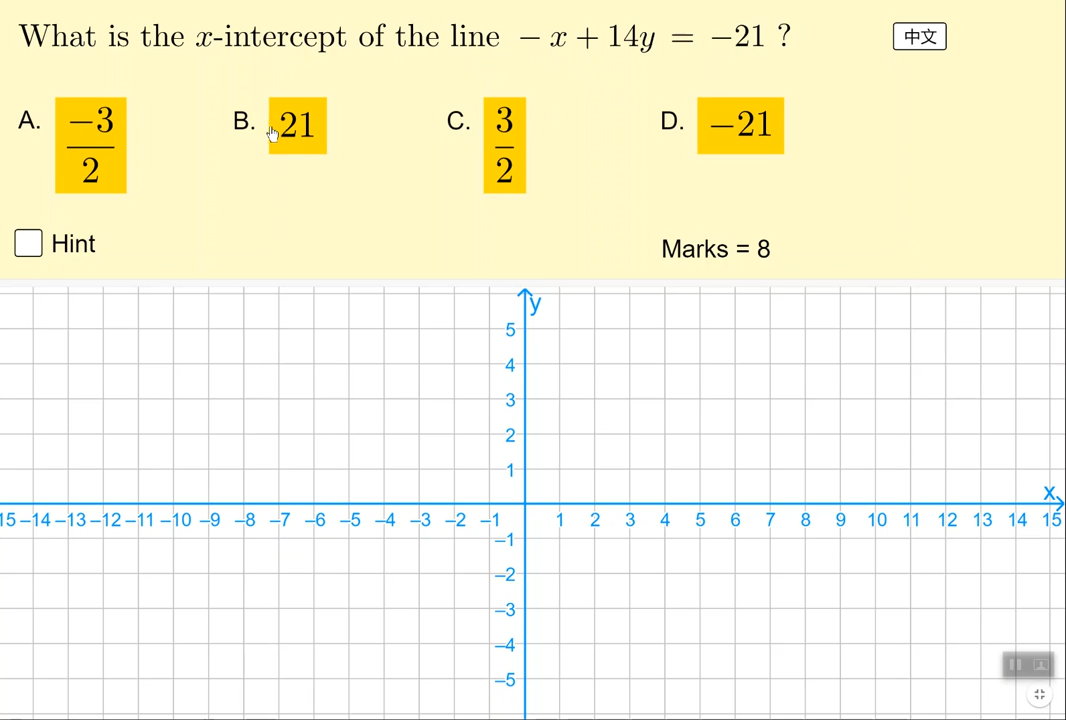 What is the x-intercept of the line −x + 14y = −21 ?
中文
A. −3/2
B. 21
C. 3/2
D. −21
Hint
Marks = 8
y
5
4
3
2
1
x
15 −14 −13 −12 −11 −10 −9 −8 −7 −6 −5 −4 −3 −2 −1 1 2 3 4 5 6 7 8 9 10 11 12 13 14 15
−1
−2
−3
−4
−5